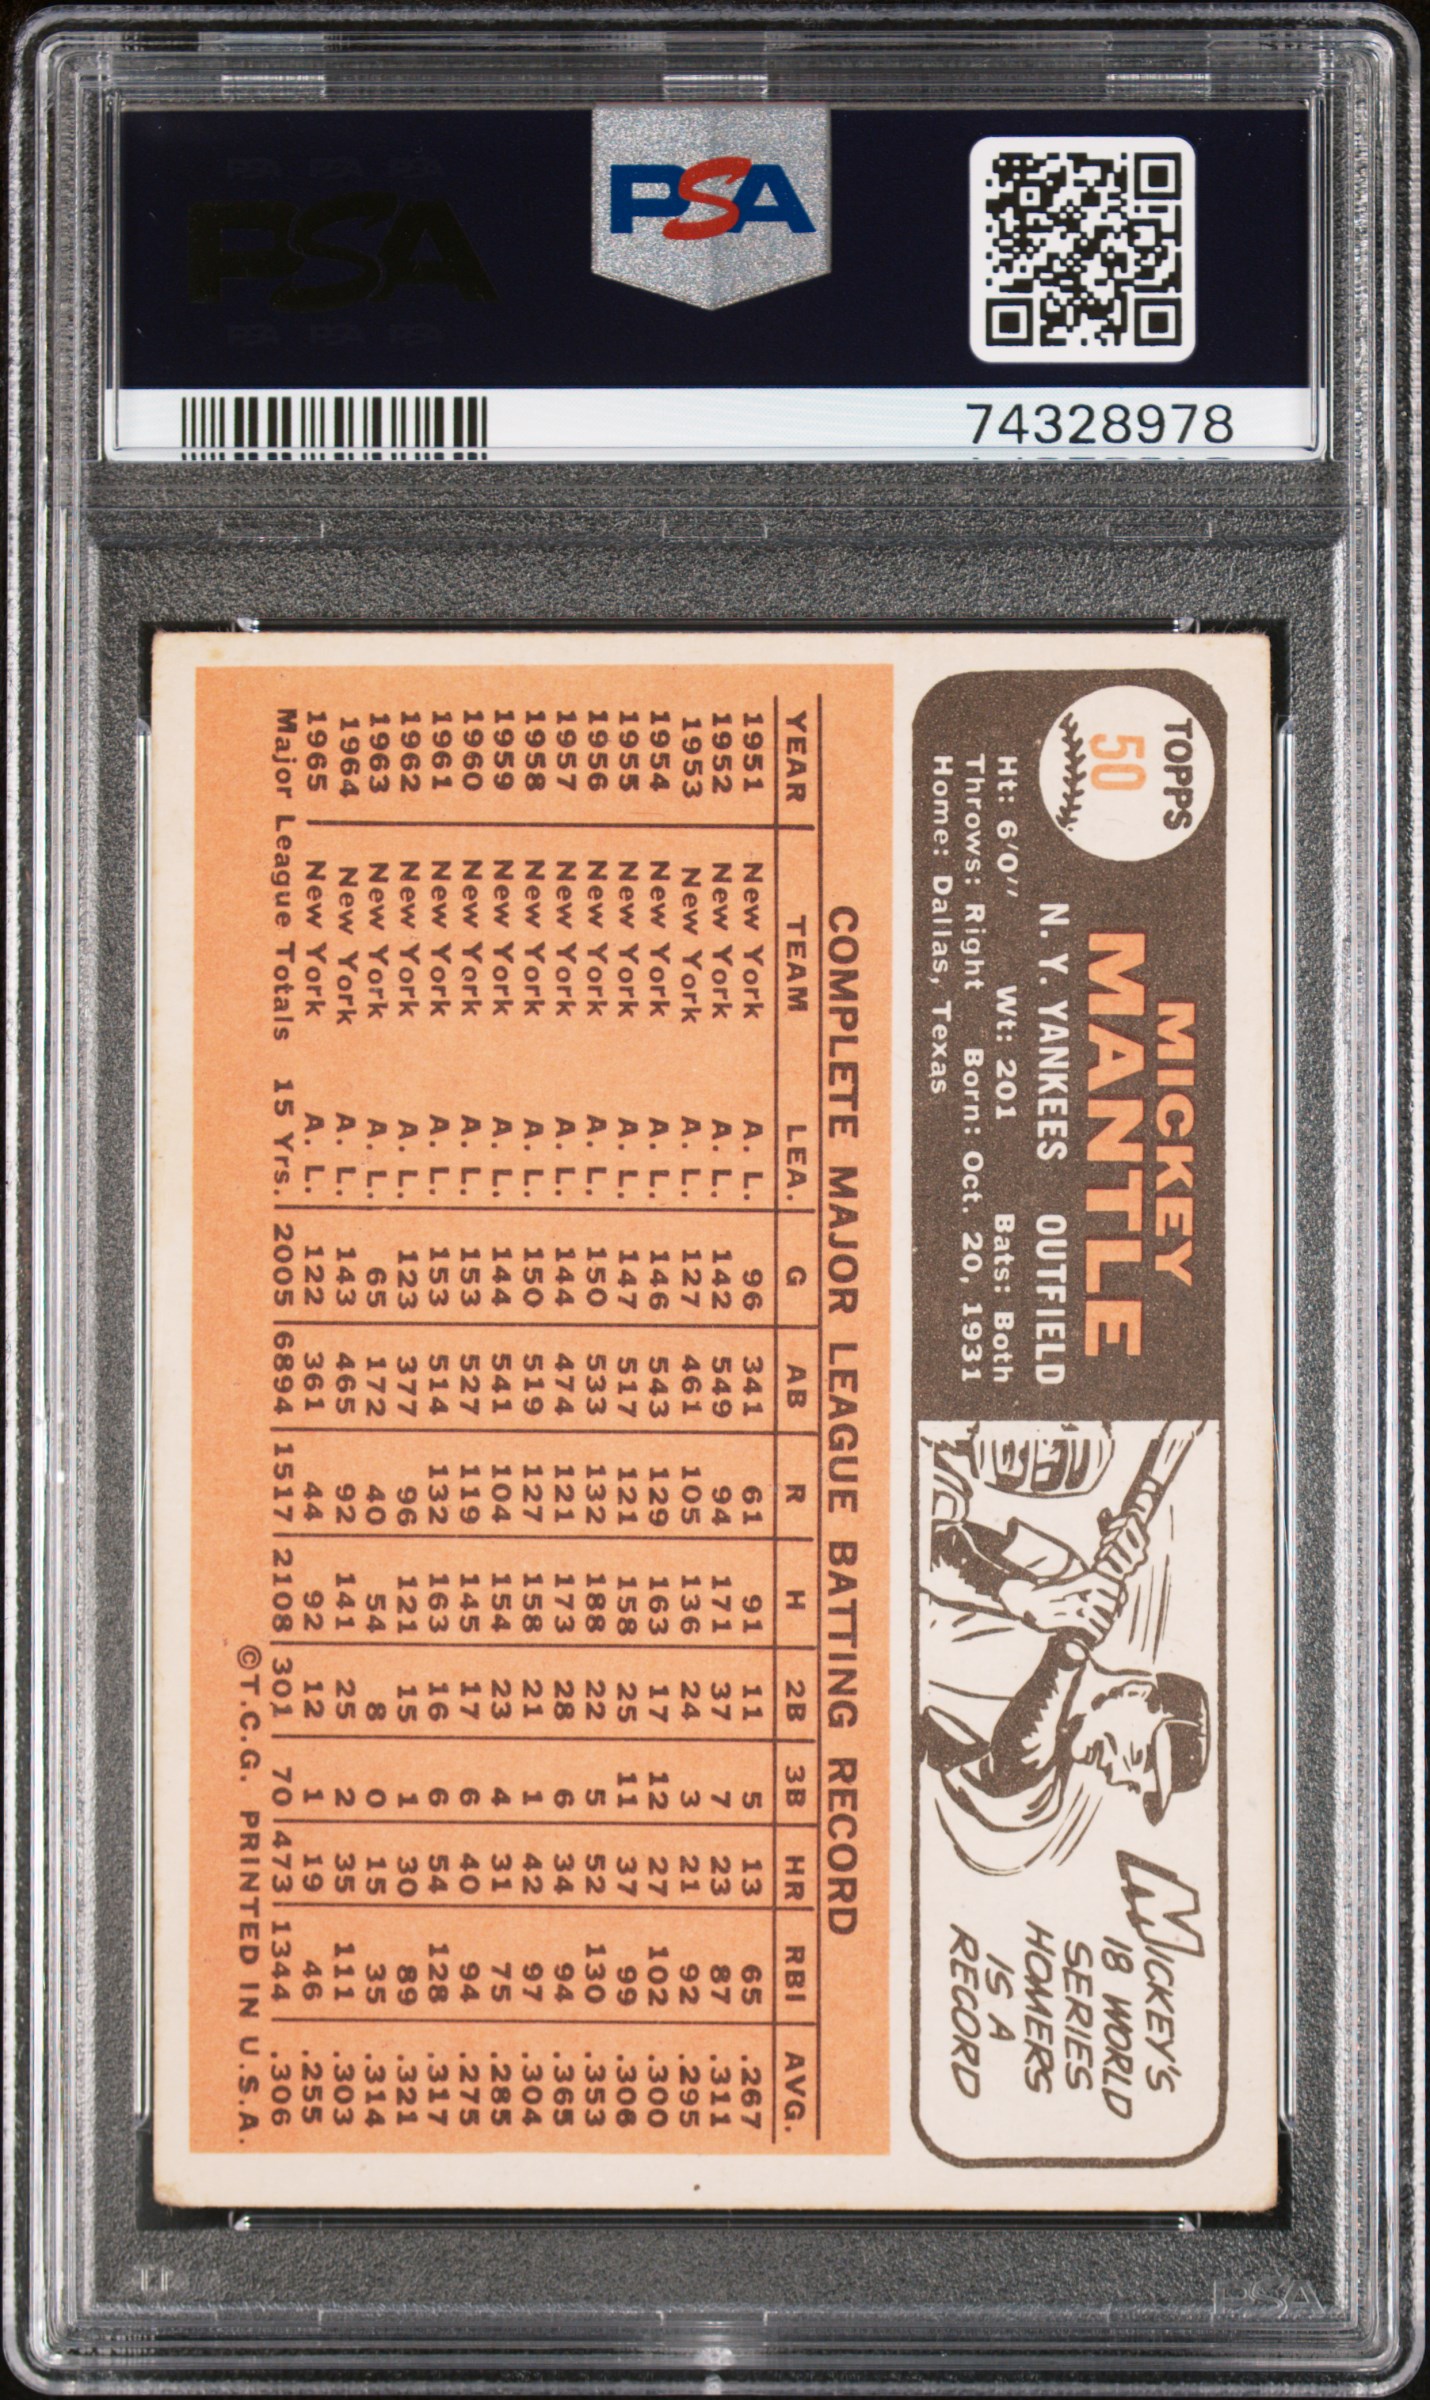 PSA PSA PSA
PSA
PSA PSA PSA
PSA
74328978
TOPPS
50
MICKEY
MANTLE
N. Y. YANKEES OUTFIELD
Ht: 6'0" Wt: 201 Bats: Both
Throws: Right Born: Oct. 20, 1931
Home: Dallas, Texas
MICKEY'S
18 WORLD
SERIES
HOMERS
IS A
RECORD
COMPLETE MAJOR LEAGUE BATTING RECORD
YEAR TEAM LEA. G AB R H 2B 3B HR RBI AVG.
1951 New York A. L. 96 341 61 91 11 5 13 65 .267
1952 New York A. L. 142 549 94 171 37 7 23 87 .311
1953 New York A. L. 127 461 105 136 24 3 21 92 .295
1954 New York A. L. 146 543 129 163 17 12 27 102 .300
1955 New York A. L. 147 517 121 158 25 11 37 99 .306
1956 New York A. L. 150 533 132 188 22 5 52 130 .353
1957 New York A. L. 144 474 121 173 28 6 34 94 .365
1958 New York A. L. 150 519 127 158 21 1 42 97 .304
1959 New York A. L. 144 541 104 154 23 4 31 75 .285
1960 New York A. L. 153 527 119 145 17 6 40 94 .275
1961 New York A. L. 153 514 132 163 16 6 54 128 .317
1962 New York A. L. 123 377 96 121 15 1 30 89 .321
1963 New York A. L. 65 172 40 54 8 0 15 35 .314
1964 New York A. L. 143 465 92 141 25 2 35 111 .303
1965 New York A. L. 122 361 44 92 12 1 19 46 .255
Major League Totals 15 Yrs. 2005 6894 1517 2108 301 70 473 1344 .306
©T.C.G. PRINTED IN U.S.A.
PSA